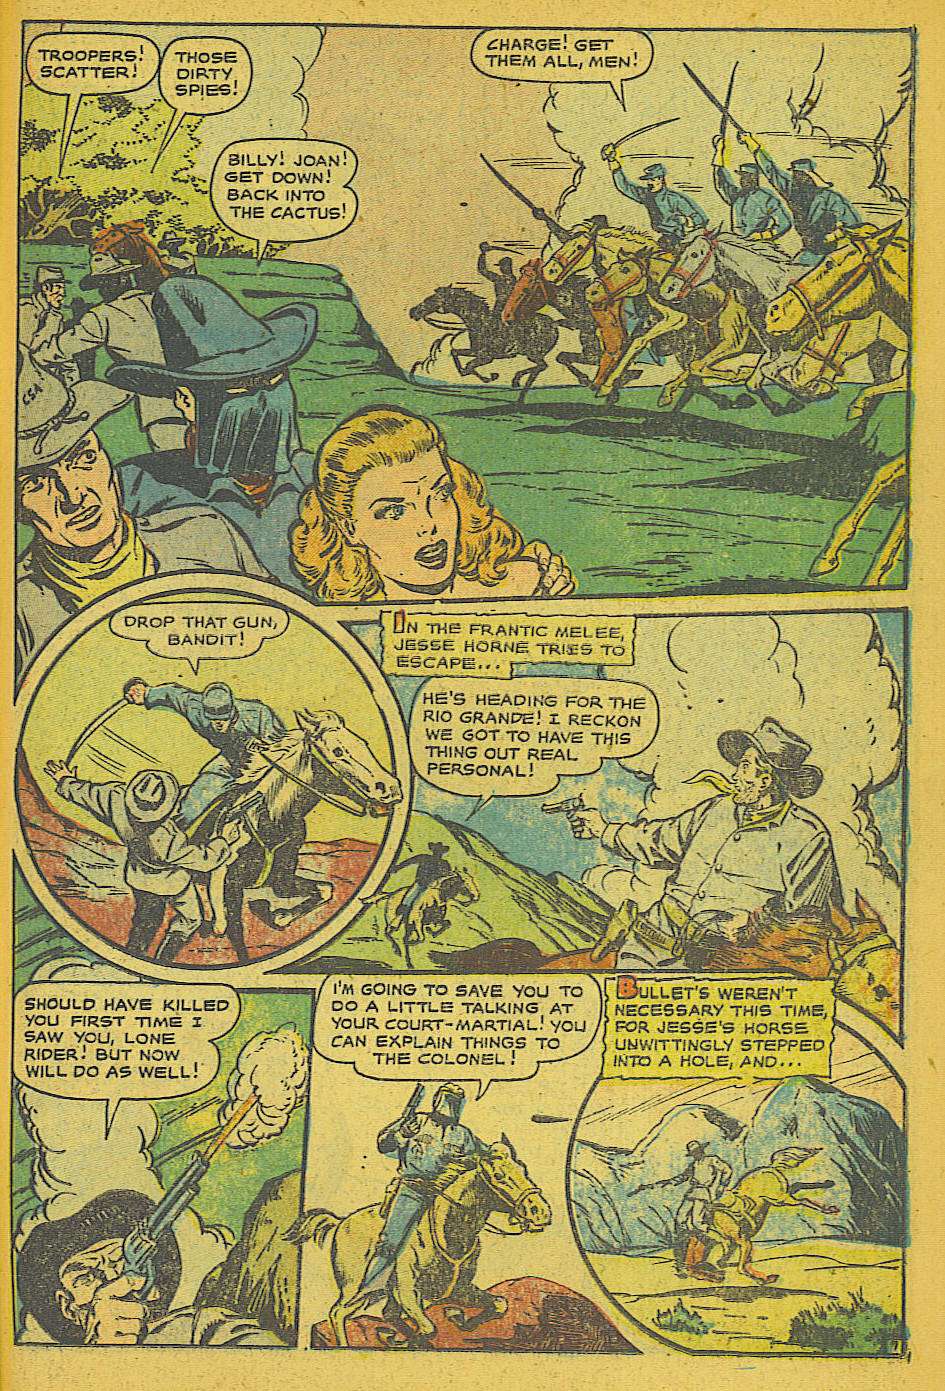 TROOPERS!
SCATTER!
THOSE
DIRTY
SPIES!
CHARGE! GET
THEM ALL, MEN!
BILLY! JOAN!
GET DOWN!
BACK INTO
THE CACTUS!
CSA
DROP THAT GUN,
BANDIT!
IN THE FRANTIC MELEE,
JESSE HORNE TRIES TO
ESCAPE...
HE'S HEADING FOR THE
RIO GRANDE! I RECKON
WE GOT TO HAVE THIS
THING OUT REAL
PERSONAL!
SHOULD HAVE KILLED
YOU FIRST TIME I
SAW YOU, LONE
RIDER! BUT NOW
WILL DO AS WELL!
I'M GOING TO SAVE YOU TO
DO A LITTLE TALKING AT
YOUR COURT-MARTIAL! YOU
CAN EXPLAIN THINGS TO
THE COLONEL!
BULLET'S WEREN'T
NECESSARY THIS TIME,
FOR JESSE'S HORSE
UNWITTINGLY STEPPED
INTO A HOLE, AND...